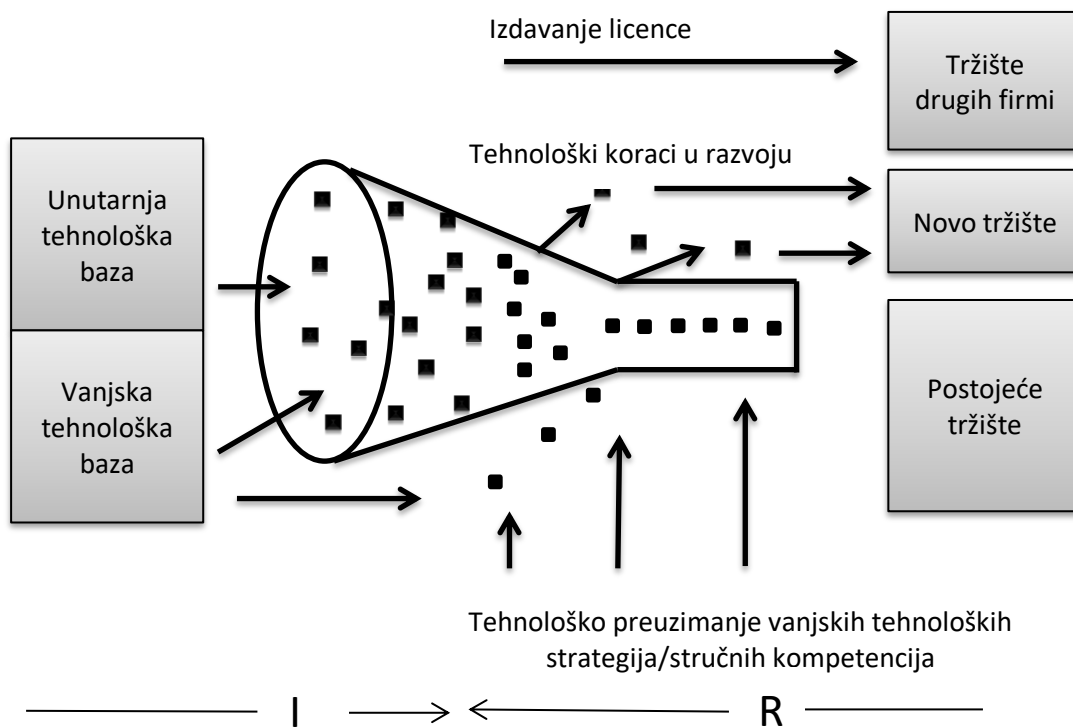 Izdavanje licence
Tržište
drugih firmi
Tehnološki koraci u razvoju
Unutarnja
tehnološka
baza
Novo tržište
Vanjska
tehnološka
baza
Postojeće
tržište
Tehnološko preuzimanje vanjskih tehnoloških
strategija/stručnih kompetencija
I
R